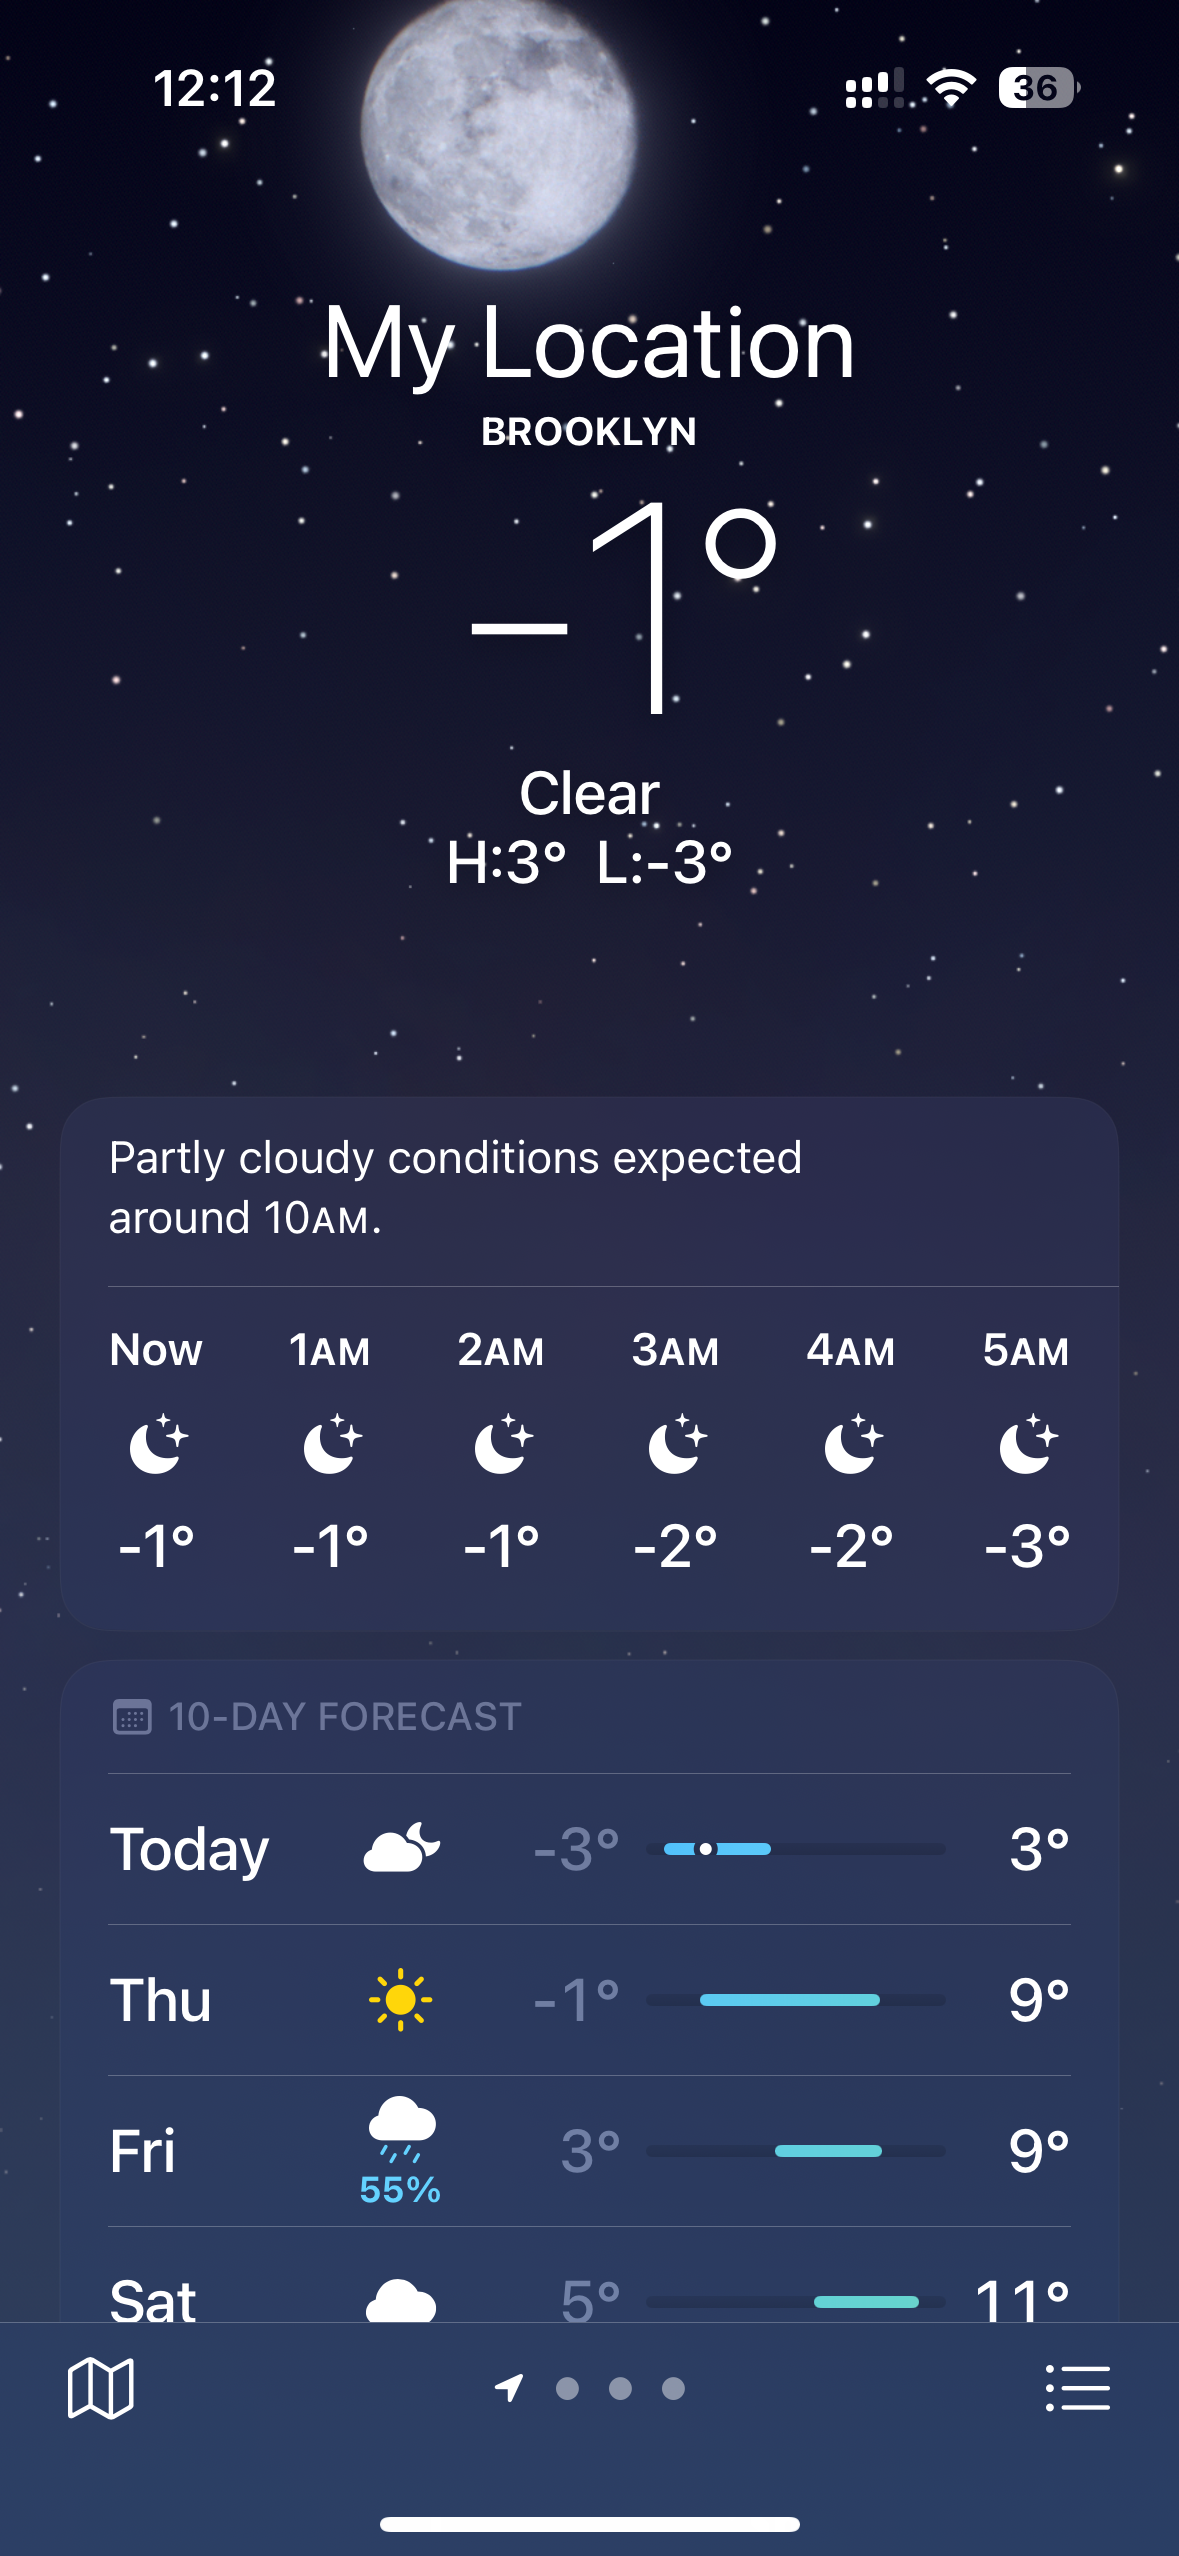 12:12
36
My Location
BROOKLYN
–1°
Clear
H:3° L:-3°
Partly cloudy conditions expected
around 10AM.
Now 1AM 2AM 3AM 4AM 5AM
-1° -1° -1° -2° -2° -3°
10-DAY FORECAST
Today -3° 3°
Thu -1° 9°
Fri 55% 3° 9°
Sat 5° 11°